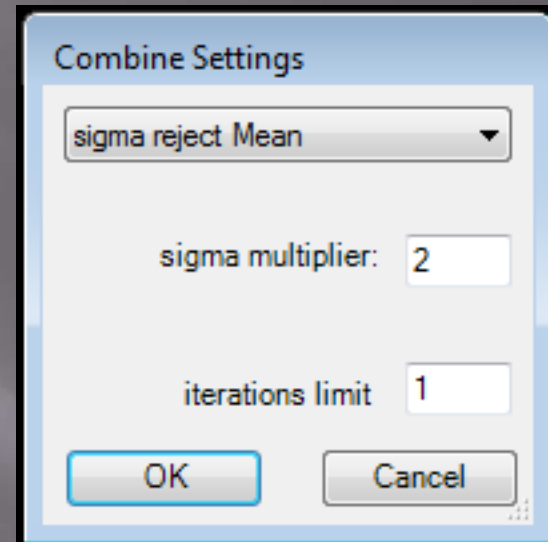 Combine Settings
sigma reject Mean
sigma multiplier: 2
iterations limit 1
OK Cancel